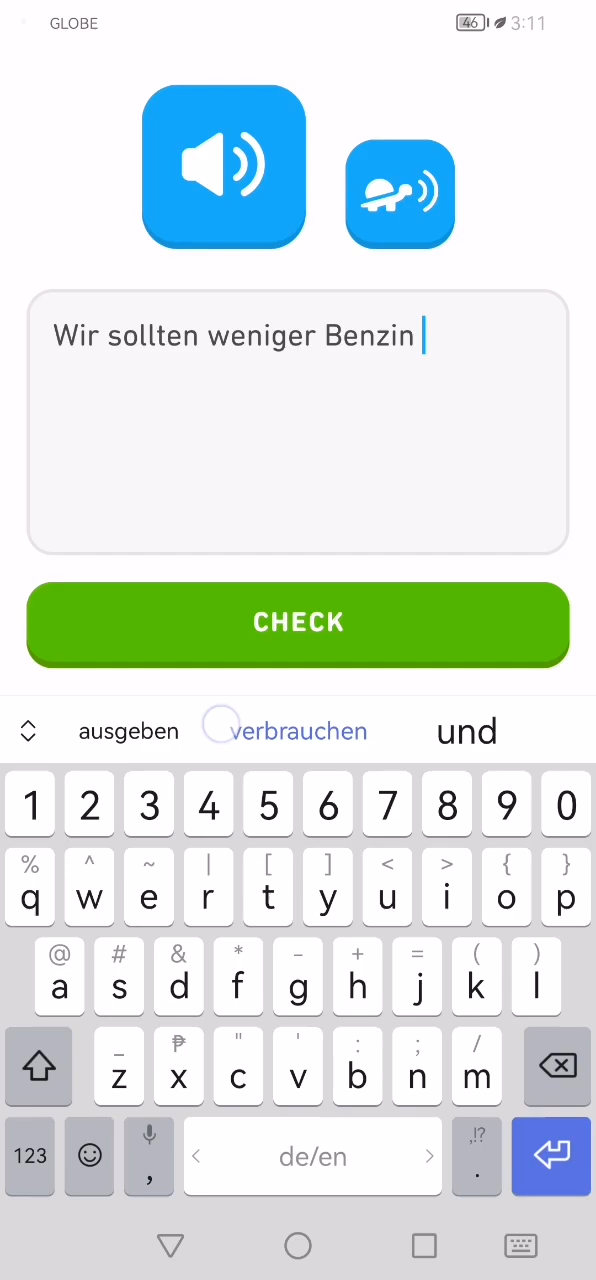 GLOBE 46 3:11
Wir sollten weniger Benzin
CHECK
ausgeben verbrauchen und
1 2 3 4 5 6 7 8 9 0
% ^ ~ | [ ] < > { }
q w e r t y u i o p
@ # & * - + = ( )
a s d f g h j k l
_ ₱ " ' : ; /
z x c v b n m
,!?
123 , < de/en > .